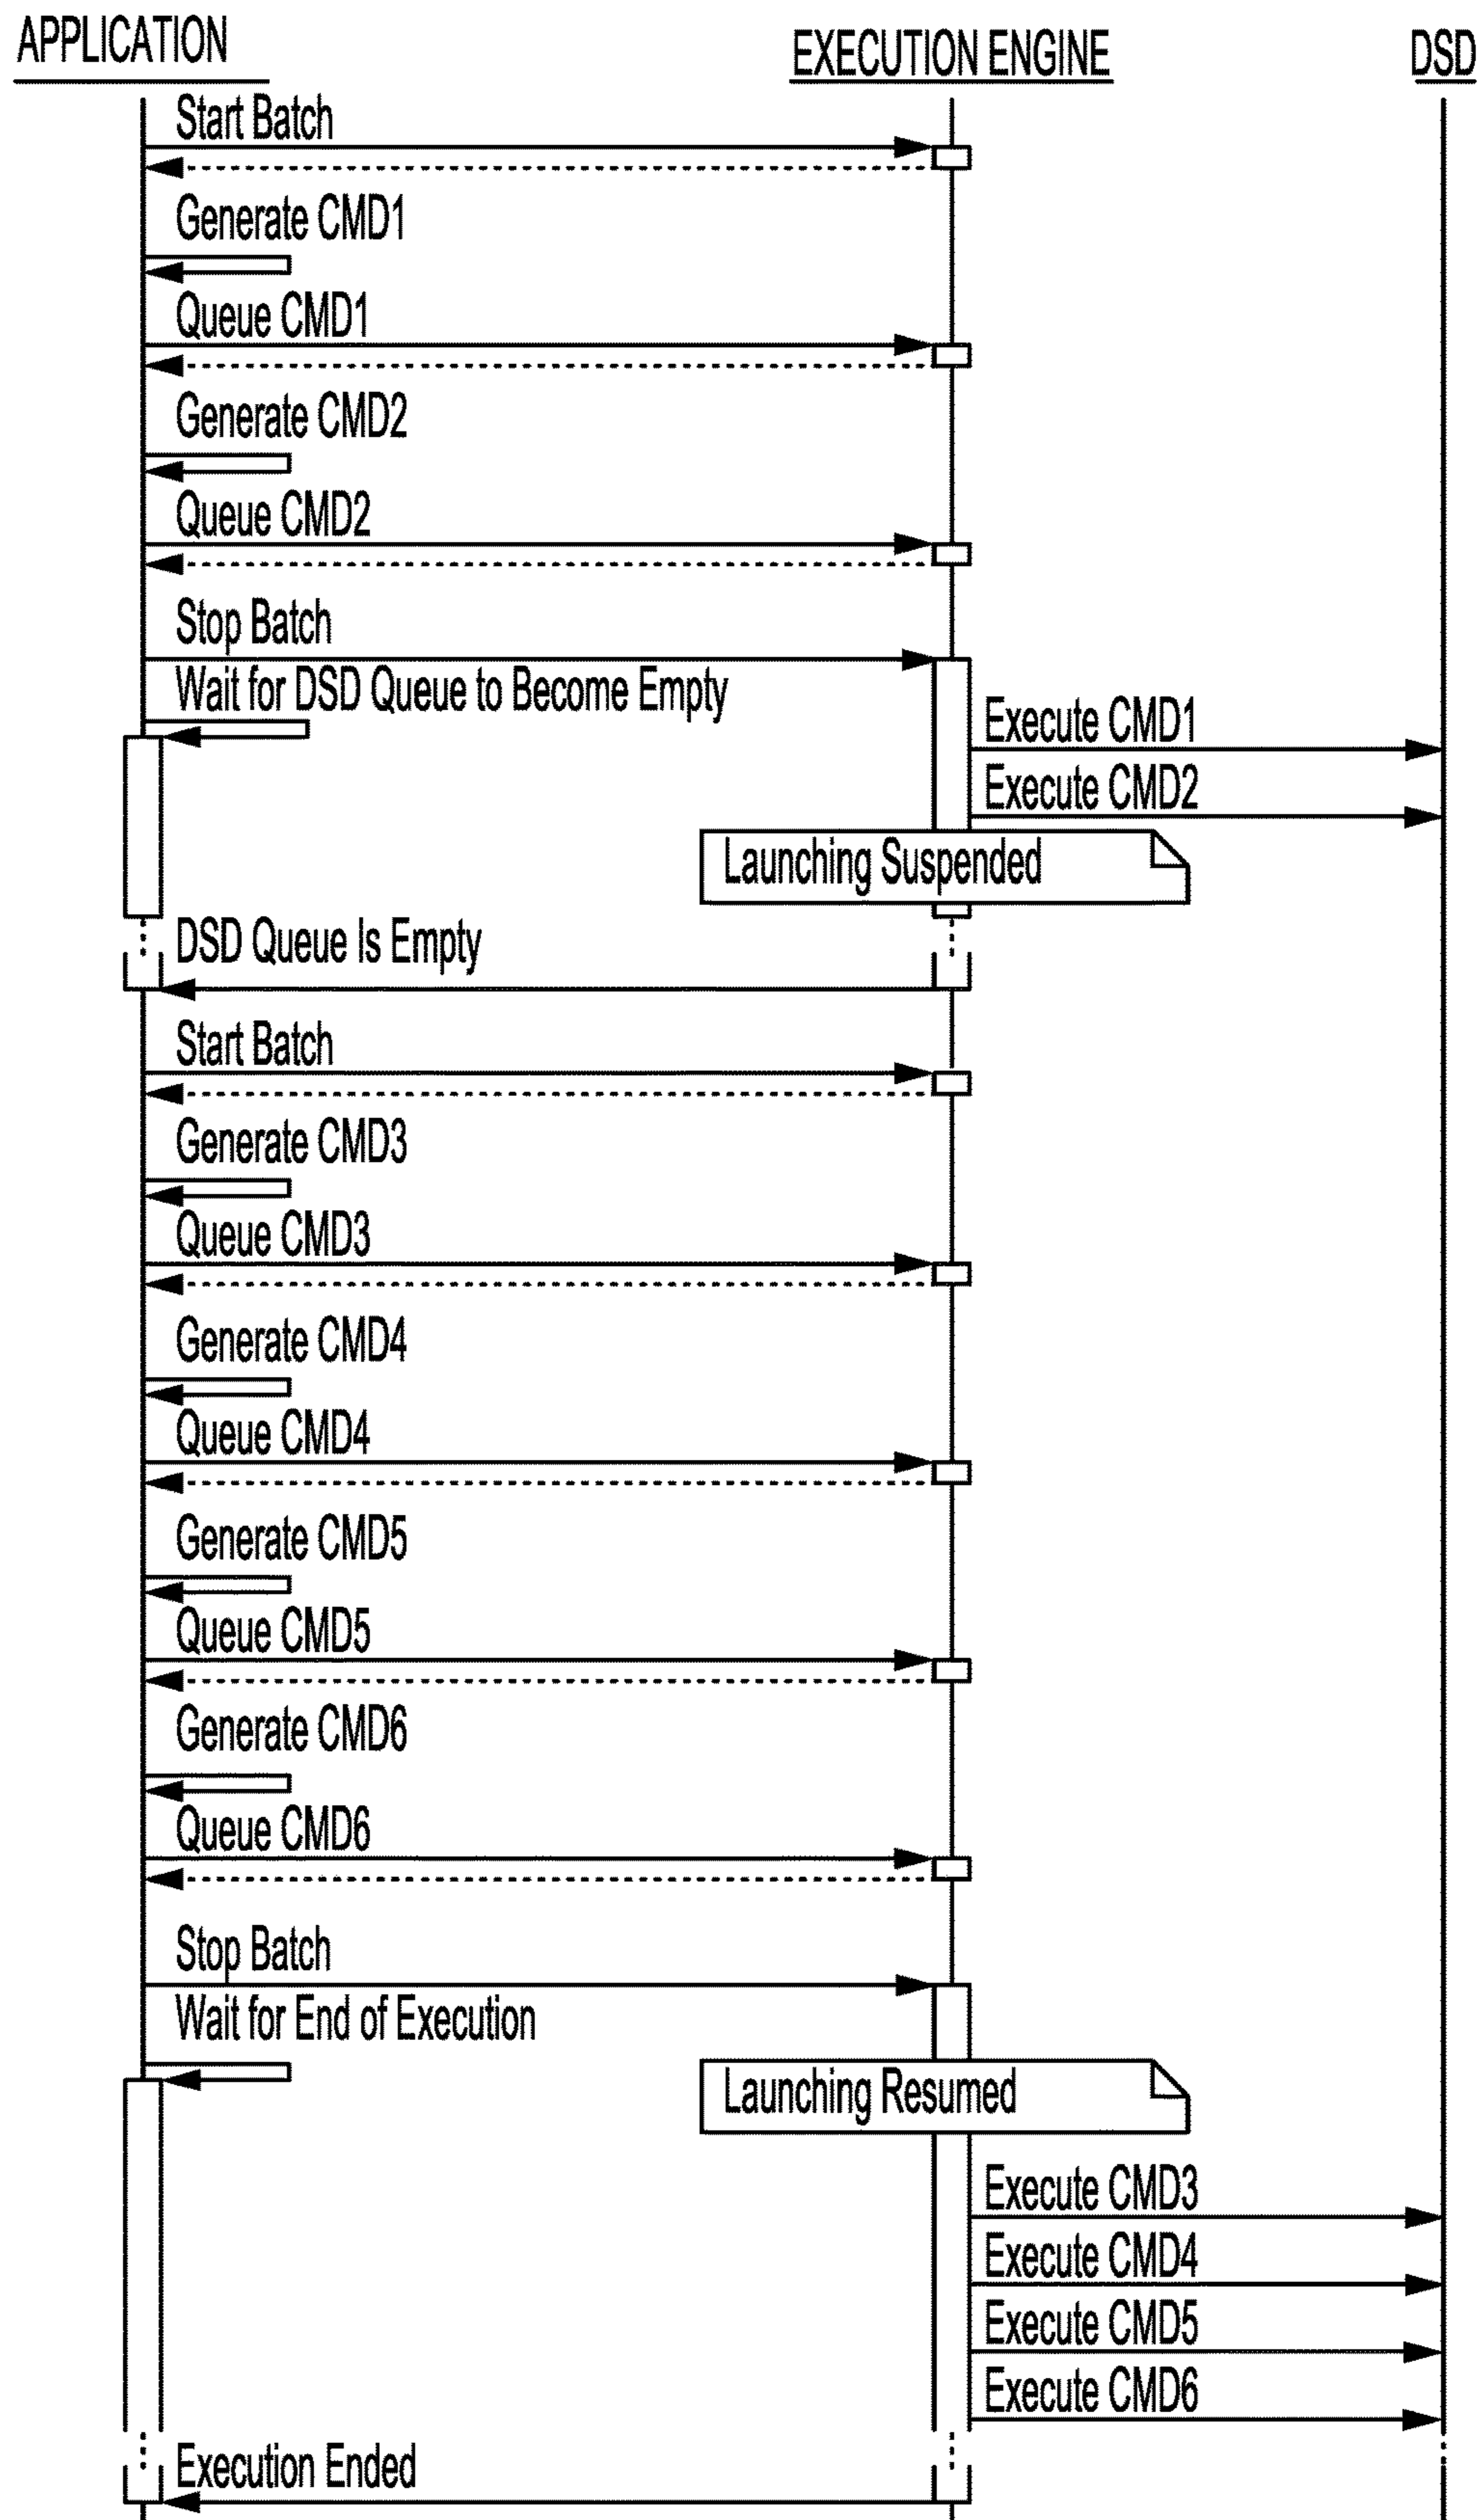 APPLICATION
EXECUTION ENGINE
DSD
Start Batch
Generate CMD1
Queue CMD1
Generate CMD2
Queue CMD2
Stop Batch
Wait for DSD Queue to Become Empty
Execute CMD1
Execute CMD2
Launching Suspended
DSD Queue Is Empty
Start Batch
Generate CMD3
Queue CMD3
Generate CMD4
Queue CMD4
Generate CMD5
Queue CMD5
Generate CMD6
Queue CMD6
Stop Batch
Wait for End of Execution
Launching Resumed
Execute CMD3
Execute CMD4
Execute CMD5
Execute CMD6
Execution Ended